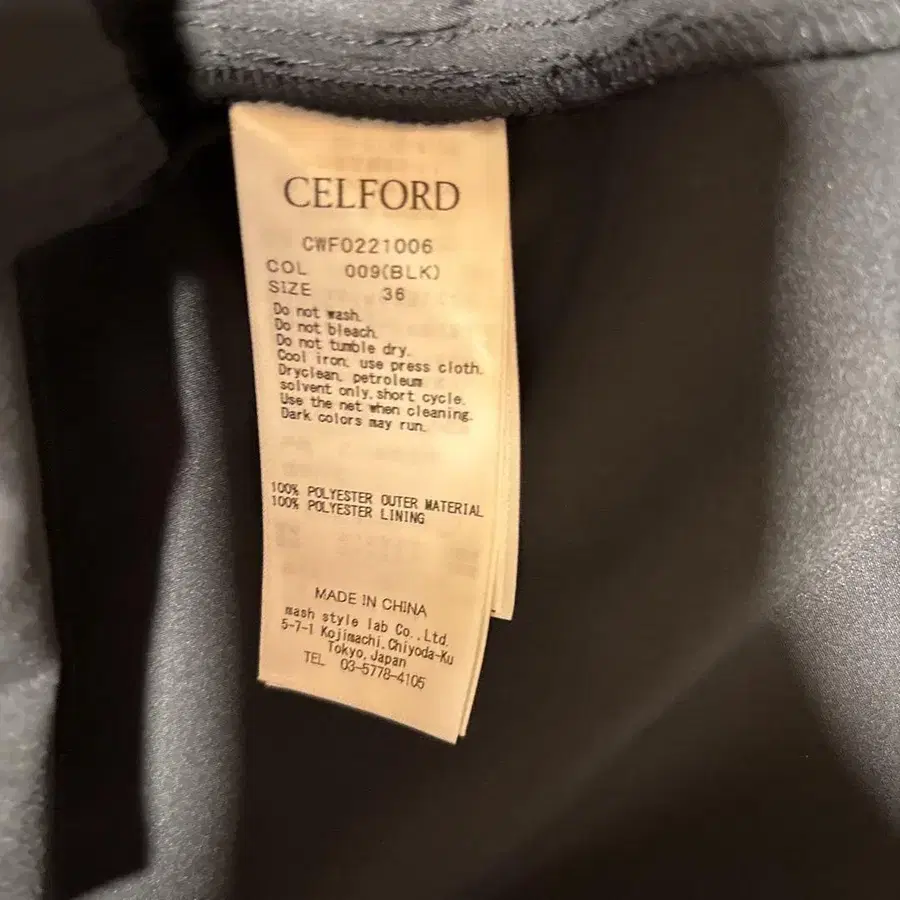 CELFORD
CWF0221006
COL 009(BLK)
SIZE 36
Do not wash.
Do not bleach.
Do not tumble dry.
Cool iron, use press cloth.
Dryclean, petroleum
solvent only, short cycle.
Use the net when cleaning.
Dark colors may run.
100% POLYESTER OUTER MATERIAL
100% POLYESTER LINING
MADE IN CHINA
mash style lab Co.,Ltd.
5-7-1 Kojimachi,Chiyoda-Ku
Tokyo,Japan
TEL 03-5778-4105